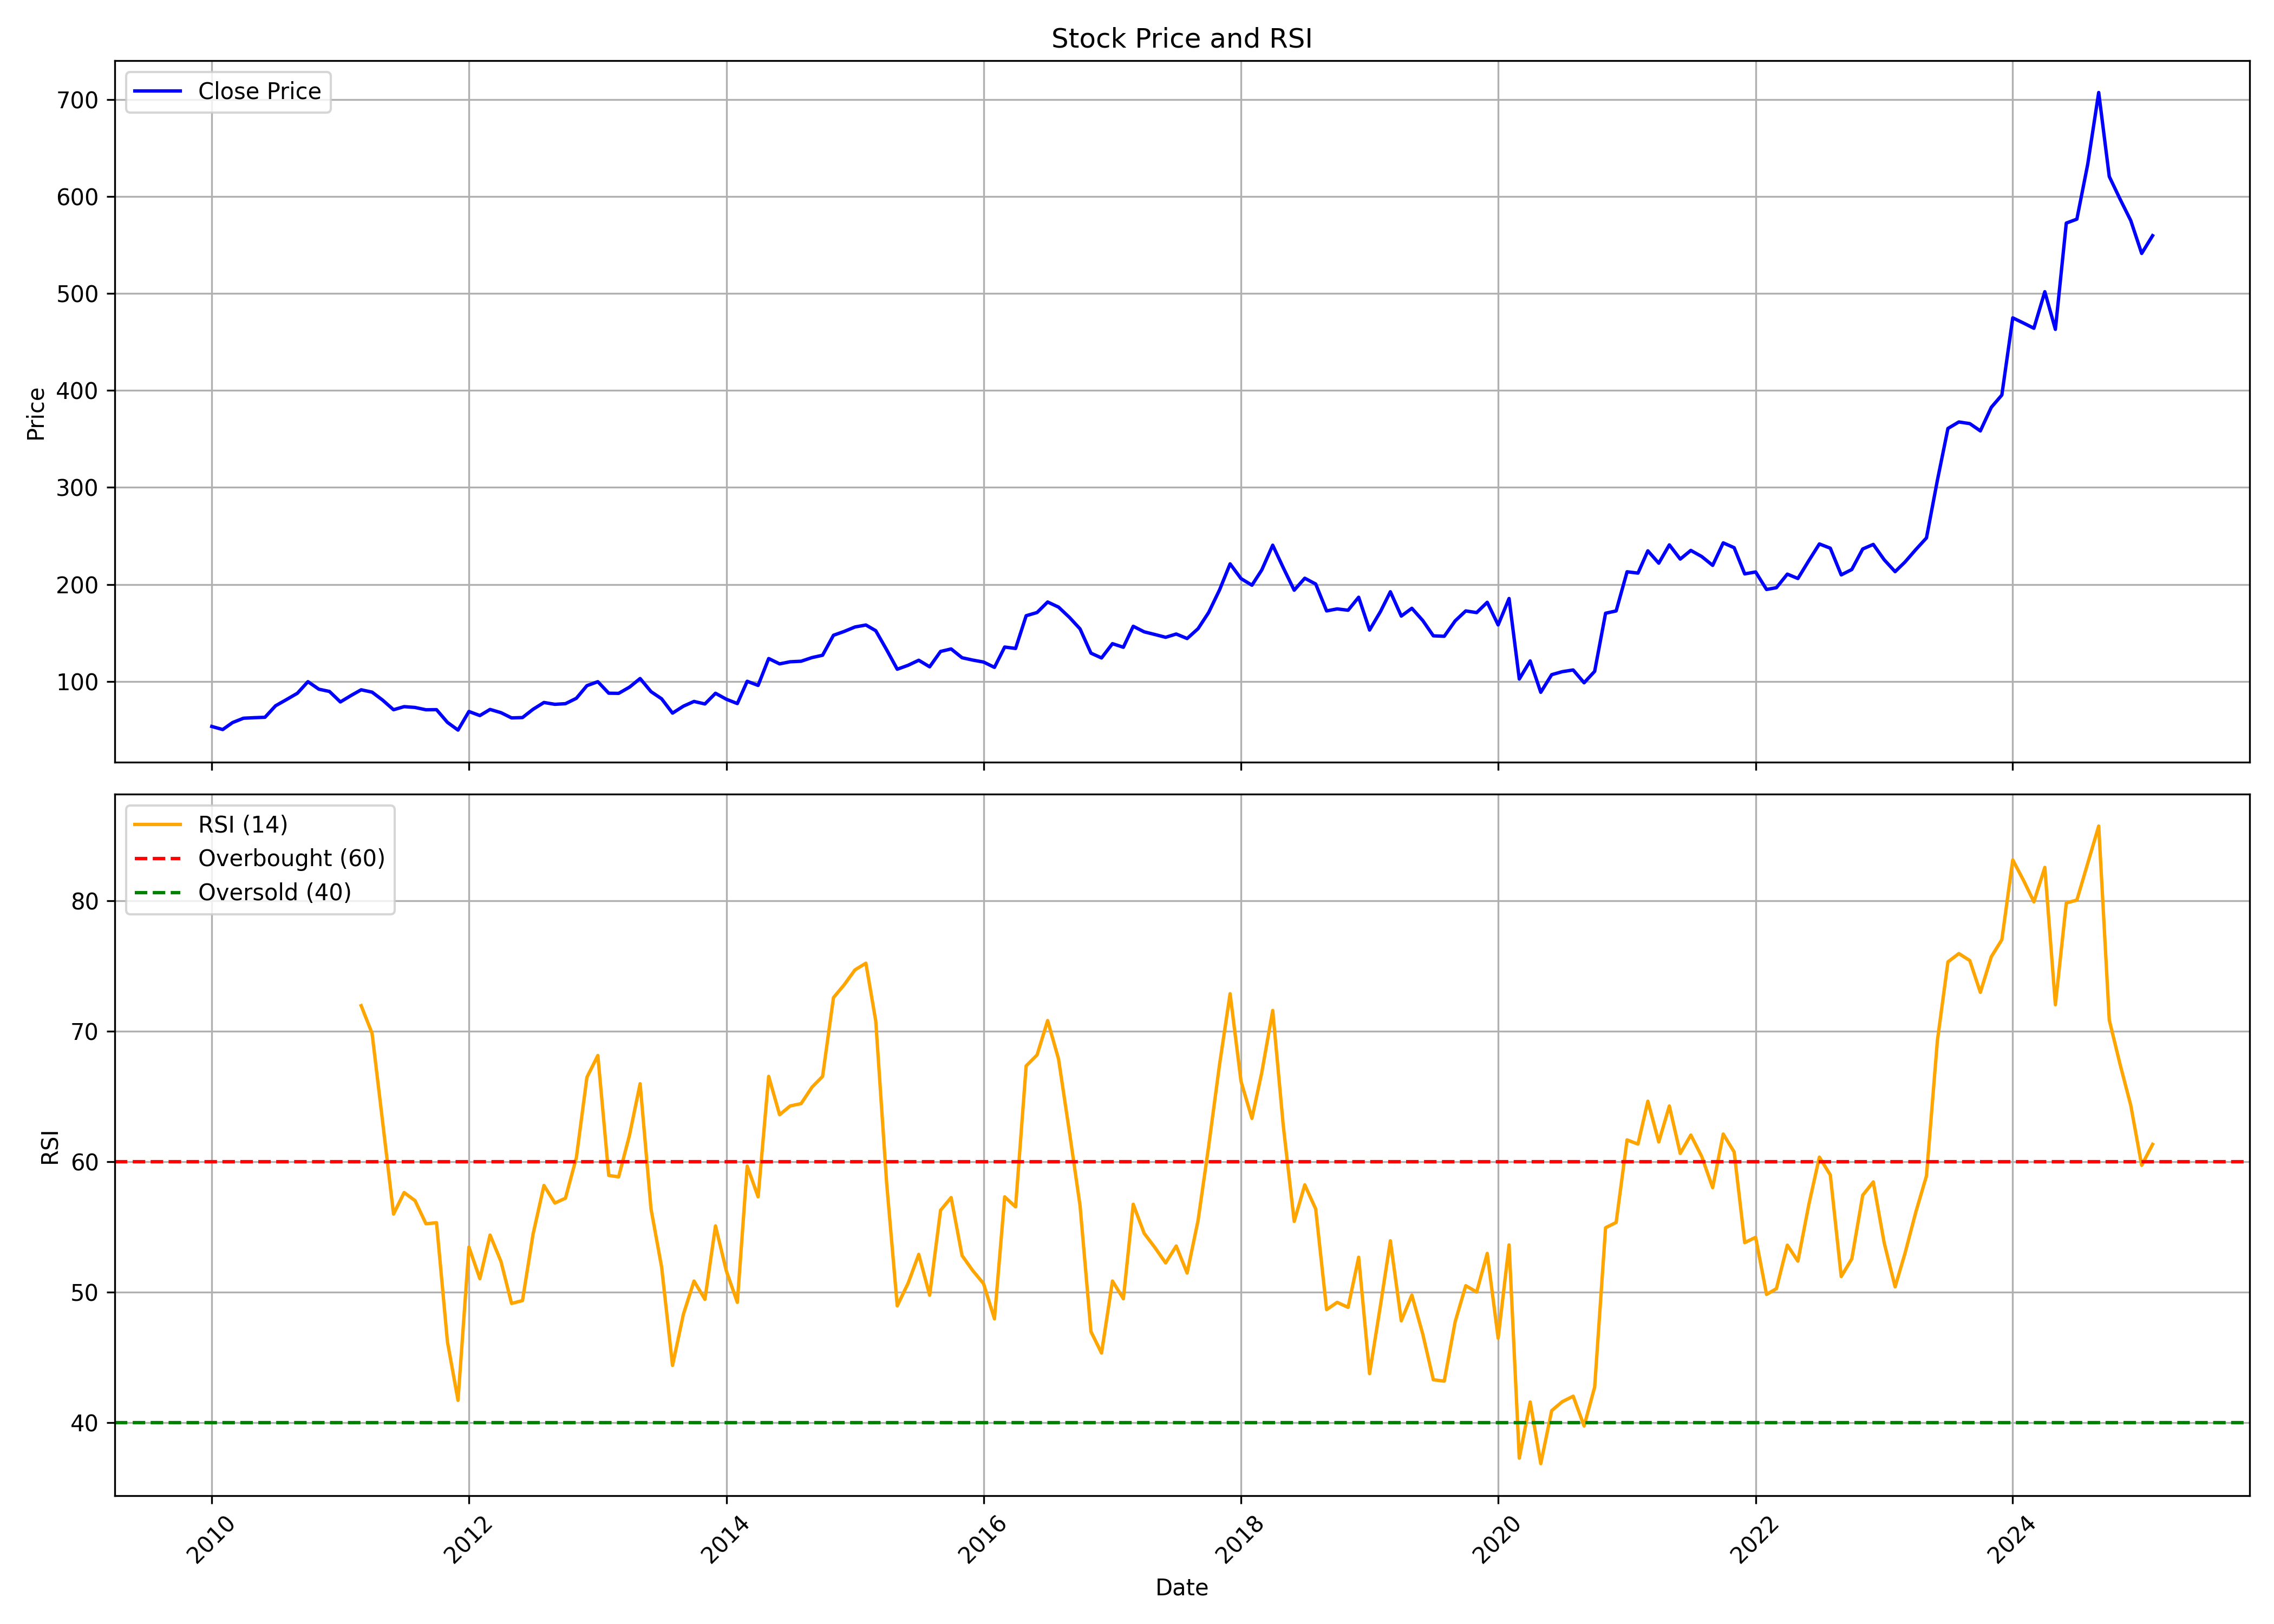 Stock Price and RSI
Close Price
Price
700
600
500
400
300
200
100
RSI (14)
Overbought (60)
Oversold (40)
RSI
80
70
60
50
40
2010
2012
2014
2016
2018
2020
2022
2024
Date